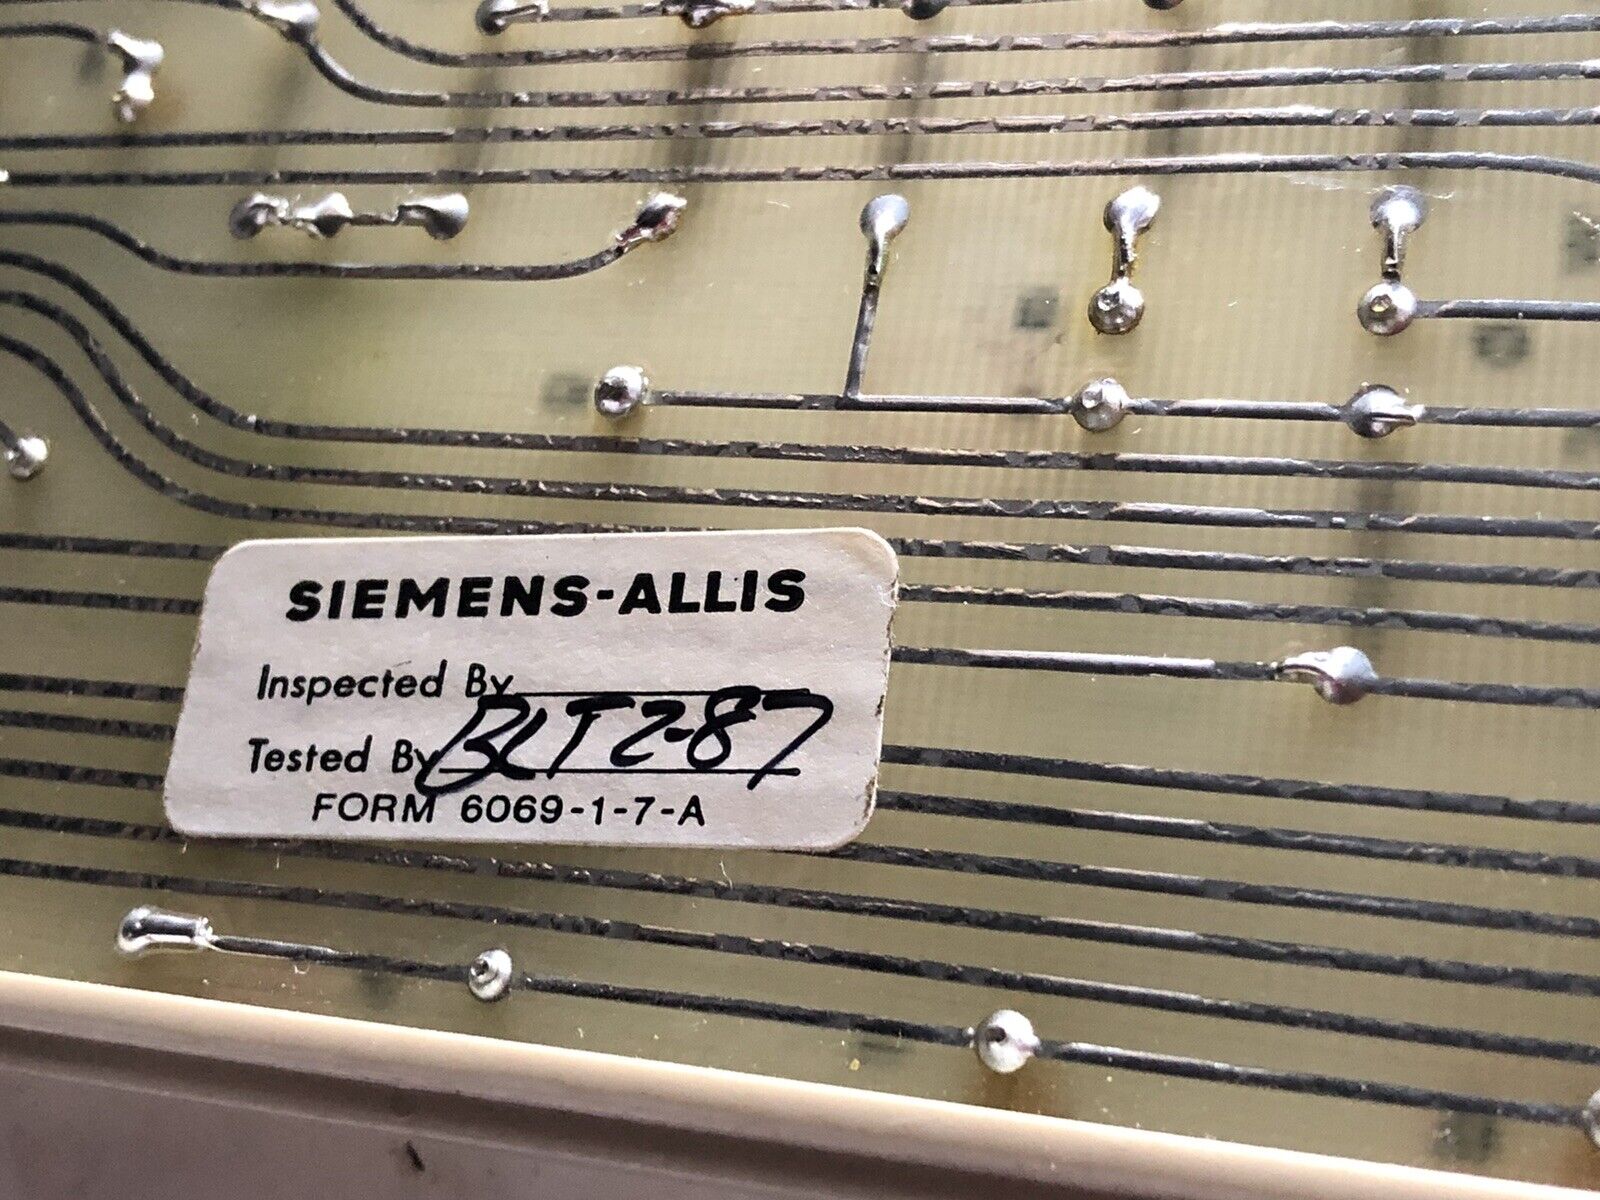 SIEMENS-ALLIS
Inspected By
Tested By BLT 2-87
FORM 6069-1-7-A